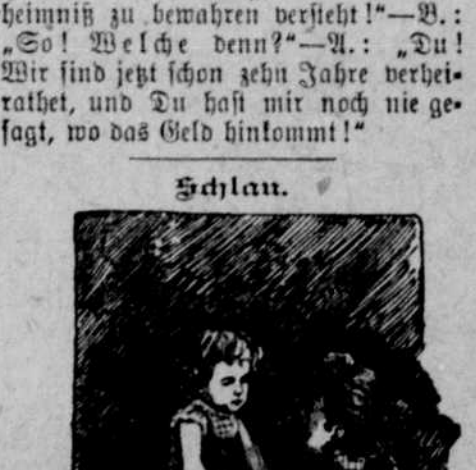 heimniß zu bewahren versteht!“—B.:
„So! Welche denn?“—A.: „Du!
Wir sind jetzt schon zehn Jahre verhei-
rathet, und Du hast mir noch nie ge-
sagt, wo das Geld hinkommt!“
Schlau.